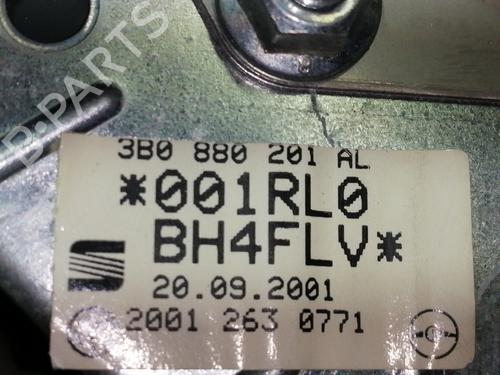 B-PARTS
3B0 880 201 AL
*001RL0
BH4FLV*
20.09.2001
2001 263 0771